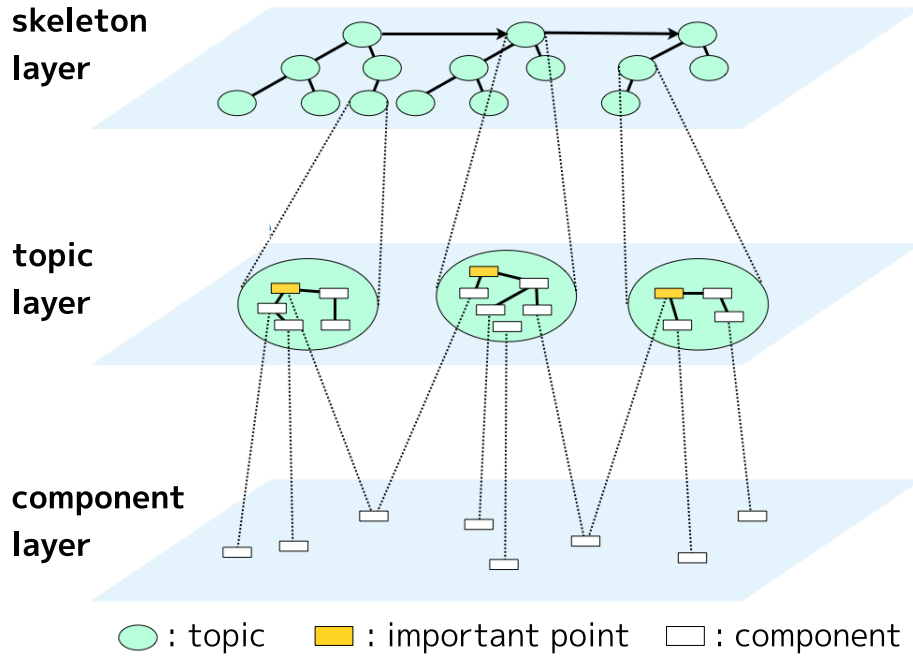 skeleton
layer
topic
layer
component
layer
: topic : important point : component